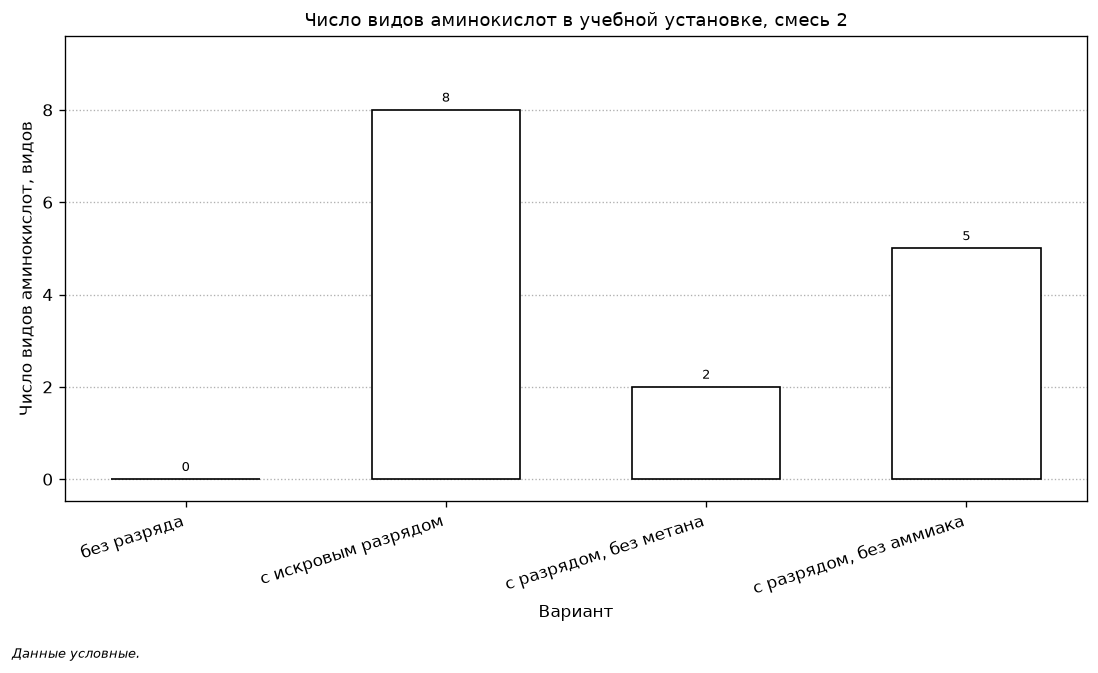 Число видов аминокислот в учебной установке, смесь 2
Число видов аминокислот, видов
8
6
4
2
0
0
8
2
5
без разряда
с искровым разрядом
с разрядом, без метана
с разрядом, без аммиака
Вариант
Данные условные.